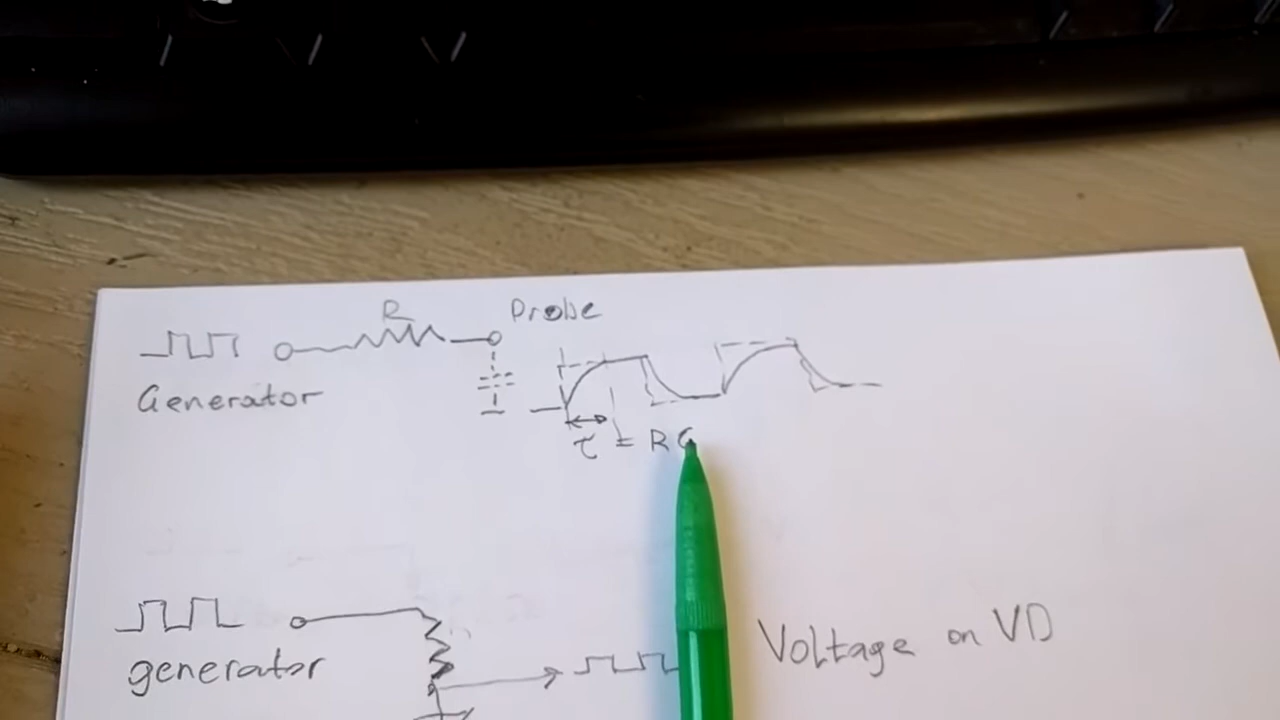 R Probe
Generator
τ = RC
generator
Voltage on VD